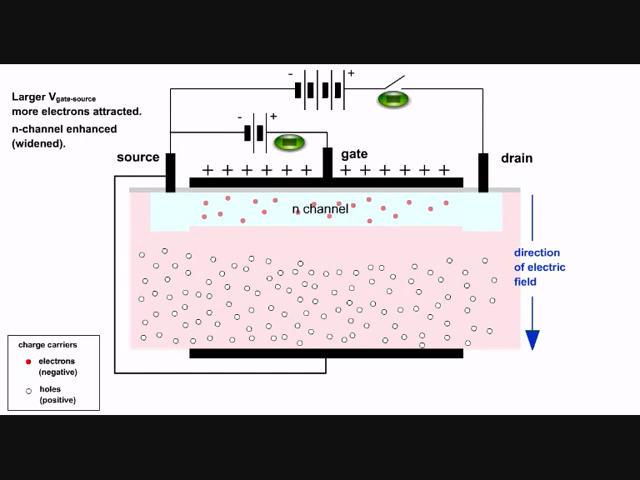 Larger Vgate-source
more electrons attracted.
n-channel enhanced
(widened).
- +
- +
source
gate
drain
+ + + + + + + + + + + + + +
n channel
direction
of electric
field
charge carriers
electrons
(negative)
holes
(positive)